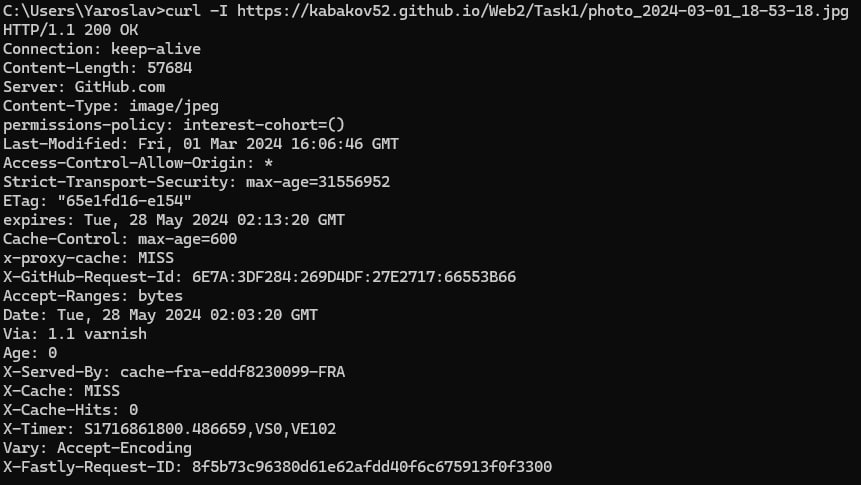 C:\Users\Yaroslav>curl -I https://kabakov52.github.io/Web2/Task1/photo_2024-03-01_18-53-18.jpg
HTTP/1.1 200 OK
Connection: keep-alive
Content-Length: 57684
Server: GitHub.com
Content-Type: image/jpeg
permissions-policy: interest-cohort=()
Last-Modified: Fri, 01 Mar 2024 16:06:46 GMT
Access-Control-Allow-Origin: *
Strict-Transport-Security: max-age=31556952
ETag: "65e1fd16-e154"
expires: Tue, 28 May 2024 02:13:20 GMT
Cache-Control: max-age=600
x-proxy-cache: MISS
X-GitHub-Request-Id: 6E7A:3DF284:269D4DF:27E2717:66553B66
Accept-Ranges: bytes
Date: Tue, 28 May 2024 02:03:20 GMT
Via: 1.1 varnish
Age: 0
X-Served-By: cache-fra-eddf8230099-FRA
X-Cache: MISS
X-Cache-Hits: 0
X-Timer: S1716861800.486659,VS0,VE102
Vary: Accept-Encoding
X-Fastly-Request-ID: 8f5b73c96380d61e62afdd40f6c675913f0f3300